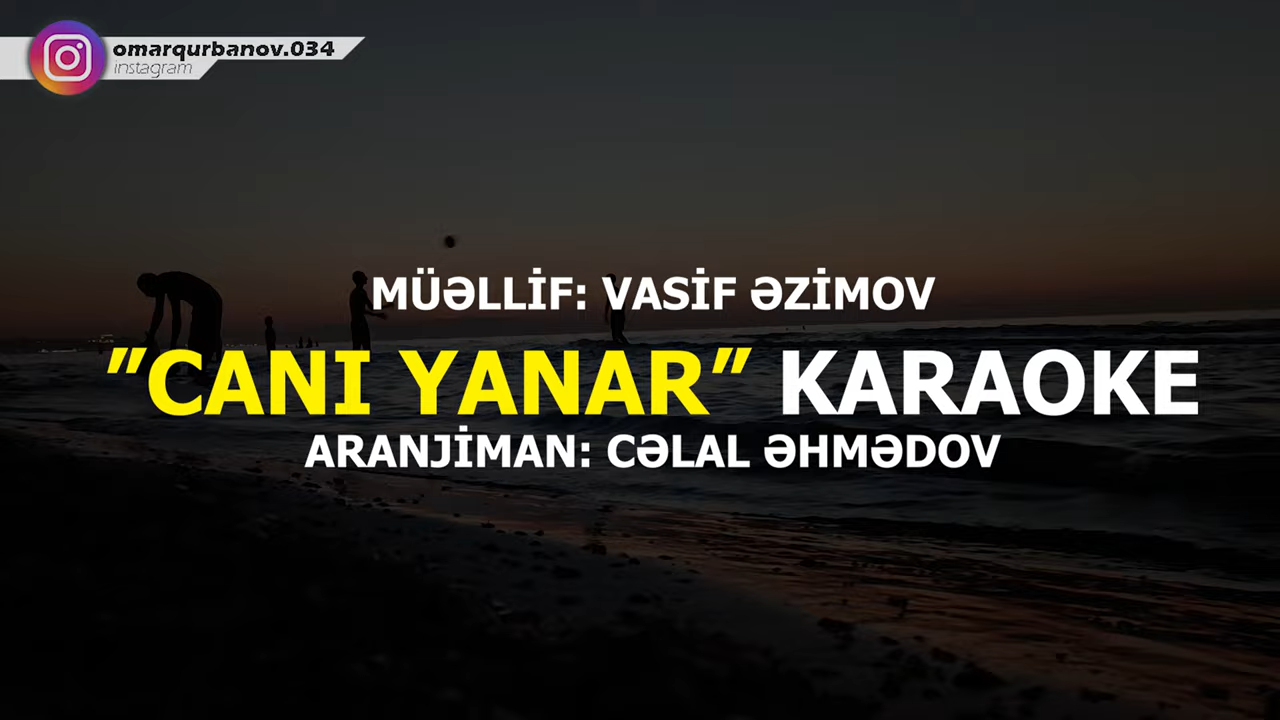 omarqurbanov.034
instagram
MÜƏLLİF: VASİF ƏZİMOV
"CANI YANAR" KARAOKE
ARANJİMAN: CƏLAL ƏHMƏDOV